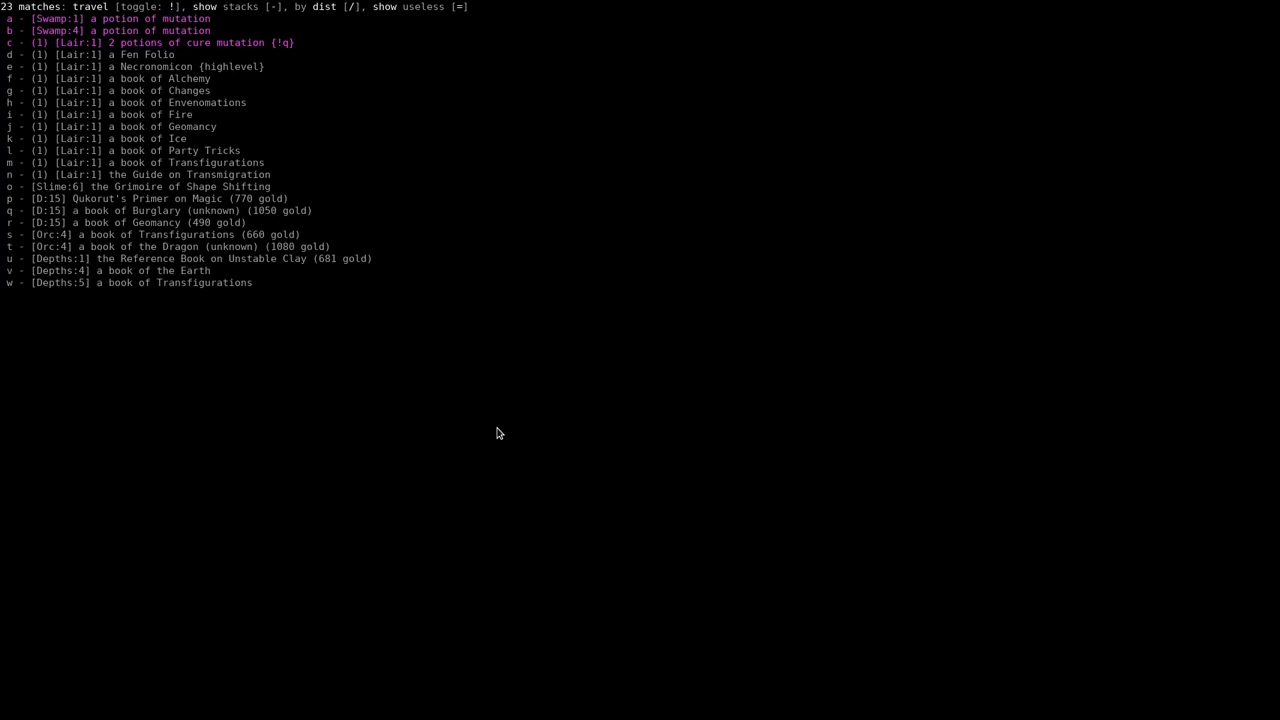 23 matches: travel [toggle: !], show stacks [-], by dist [/], show useless [=]
a - [Swamp:1] a potion of mutation
b - [Swamp:4] a potion of mutation
c - (1) [Lair:1] 2 potions of cure mutation {!q}
d - (1) [Lair:1] a Fen Folio
e - (1) [Lair:1] a Necronomicon {highlevel}
f - (1) [Lair:1] a book of Alchemy
g - (1) [Lair:1] a book of Changes
h - (1) [Lair:1] a book of Envenomations
i - (1) [Lair:1] a book of Fire
j - (1) [Lair:1] a book of Geomancy
k - (1) [Lair:1] a book of Ice
l - (1) [Lair:1] a book of Party Tricks
m - (1) [Lair:1] a book of Transfigurations
n - (1) [Lair:1] the Guide on Transmigration
o - [Slime:6] the Grimoire of Shape Shifting
p - [D:15] Qukorut's Primer on Magic (770 gold)
q - [D:15] a book of Burglary (unknown) (1050 gold)
r - [D:15] a book of Geomancy (490 gold)
s - [Orc:4] a book of Transfigurations (660 gold)
t - [Orc:4] a book of the Dragon (unknown) (1080 gold)
u - [Depths:1] the Reference Book on Unstable Clay (681 gold)
v - [Depths:4] a book of the Earth
w - [Depths:5] a book of Transfigurations